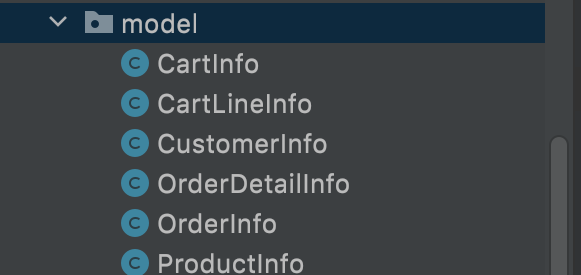 model
CartInfo
CartLineInfo
CustomerInfo
OrderDetailInfo
OrderInfo
ProductInfo